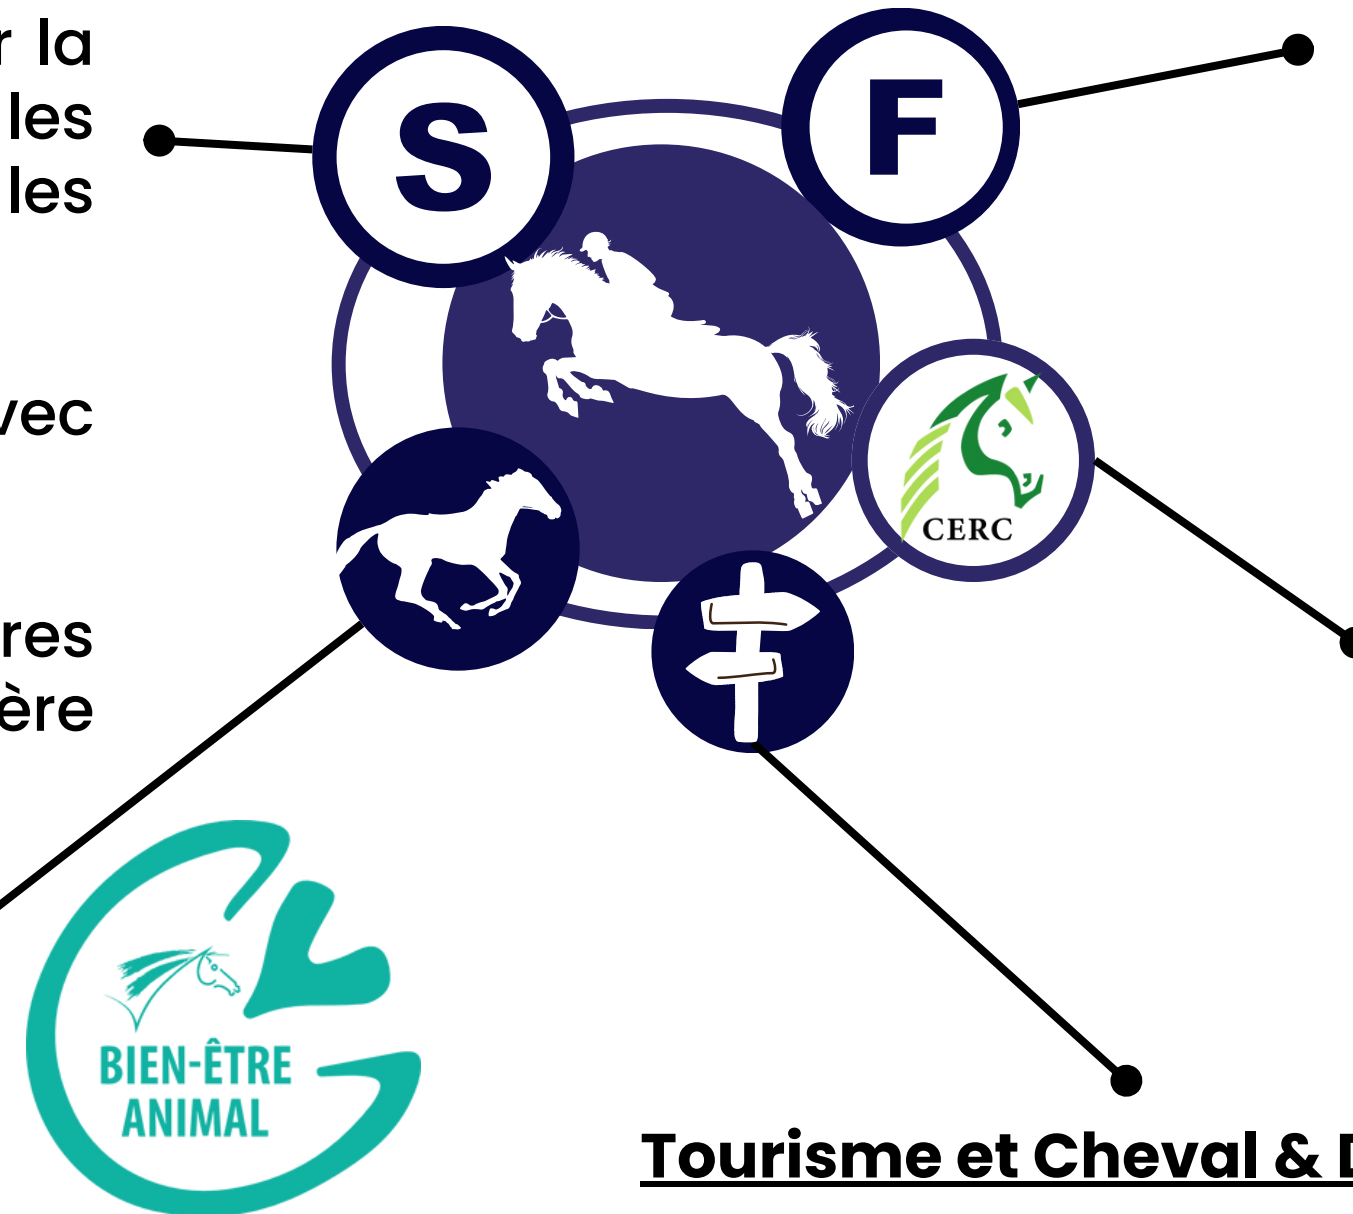 r la
les
les
vec
res
ère
S
F
CERC
BIEN-ÊTRE
ANIMAL
Tourisme et Cheval & D